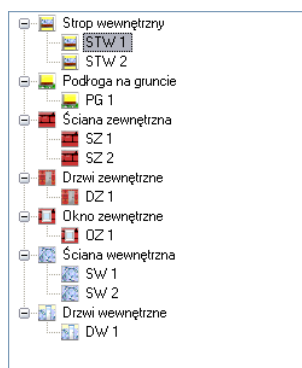 Strop wewnętrzny
STW 1
STW 2
Podłoga na gruncie
PG 1
Ściana zewnętrzna
SZ 1
SZ 2
Drzwi zewnętrzne
DZ 1
Okno zewnętrzne
OZ 1
Ściana wewnętrzna
SW 1
SW 2
Drzwi wewnętrzne
DW 1